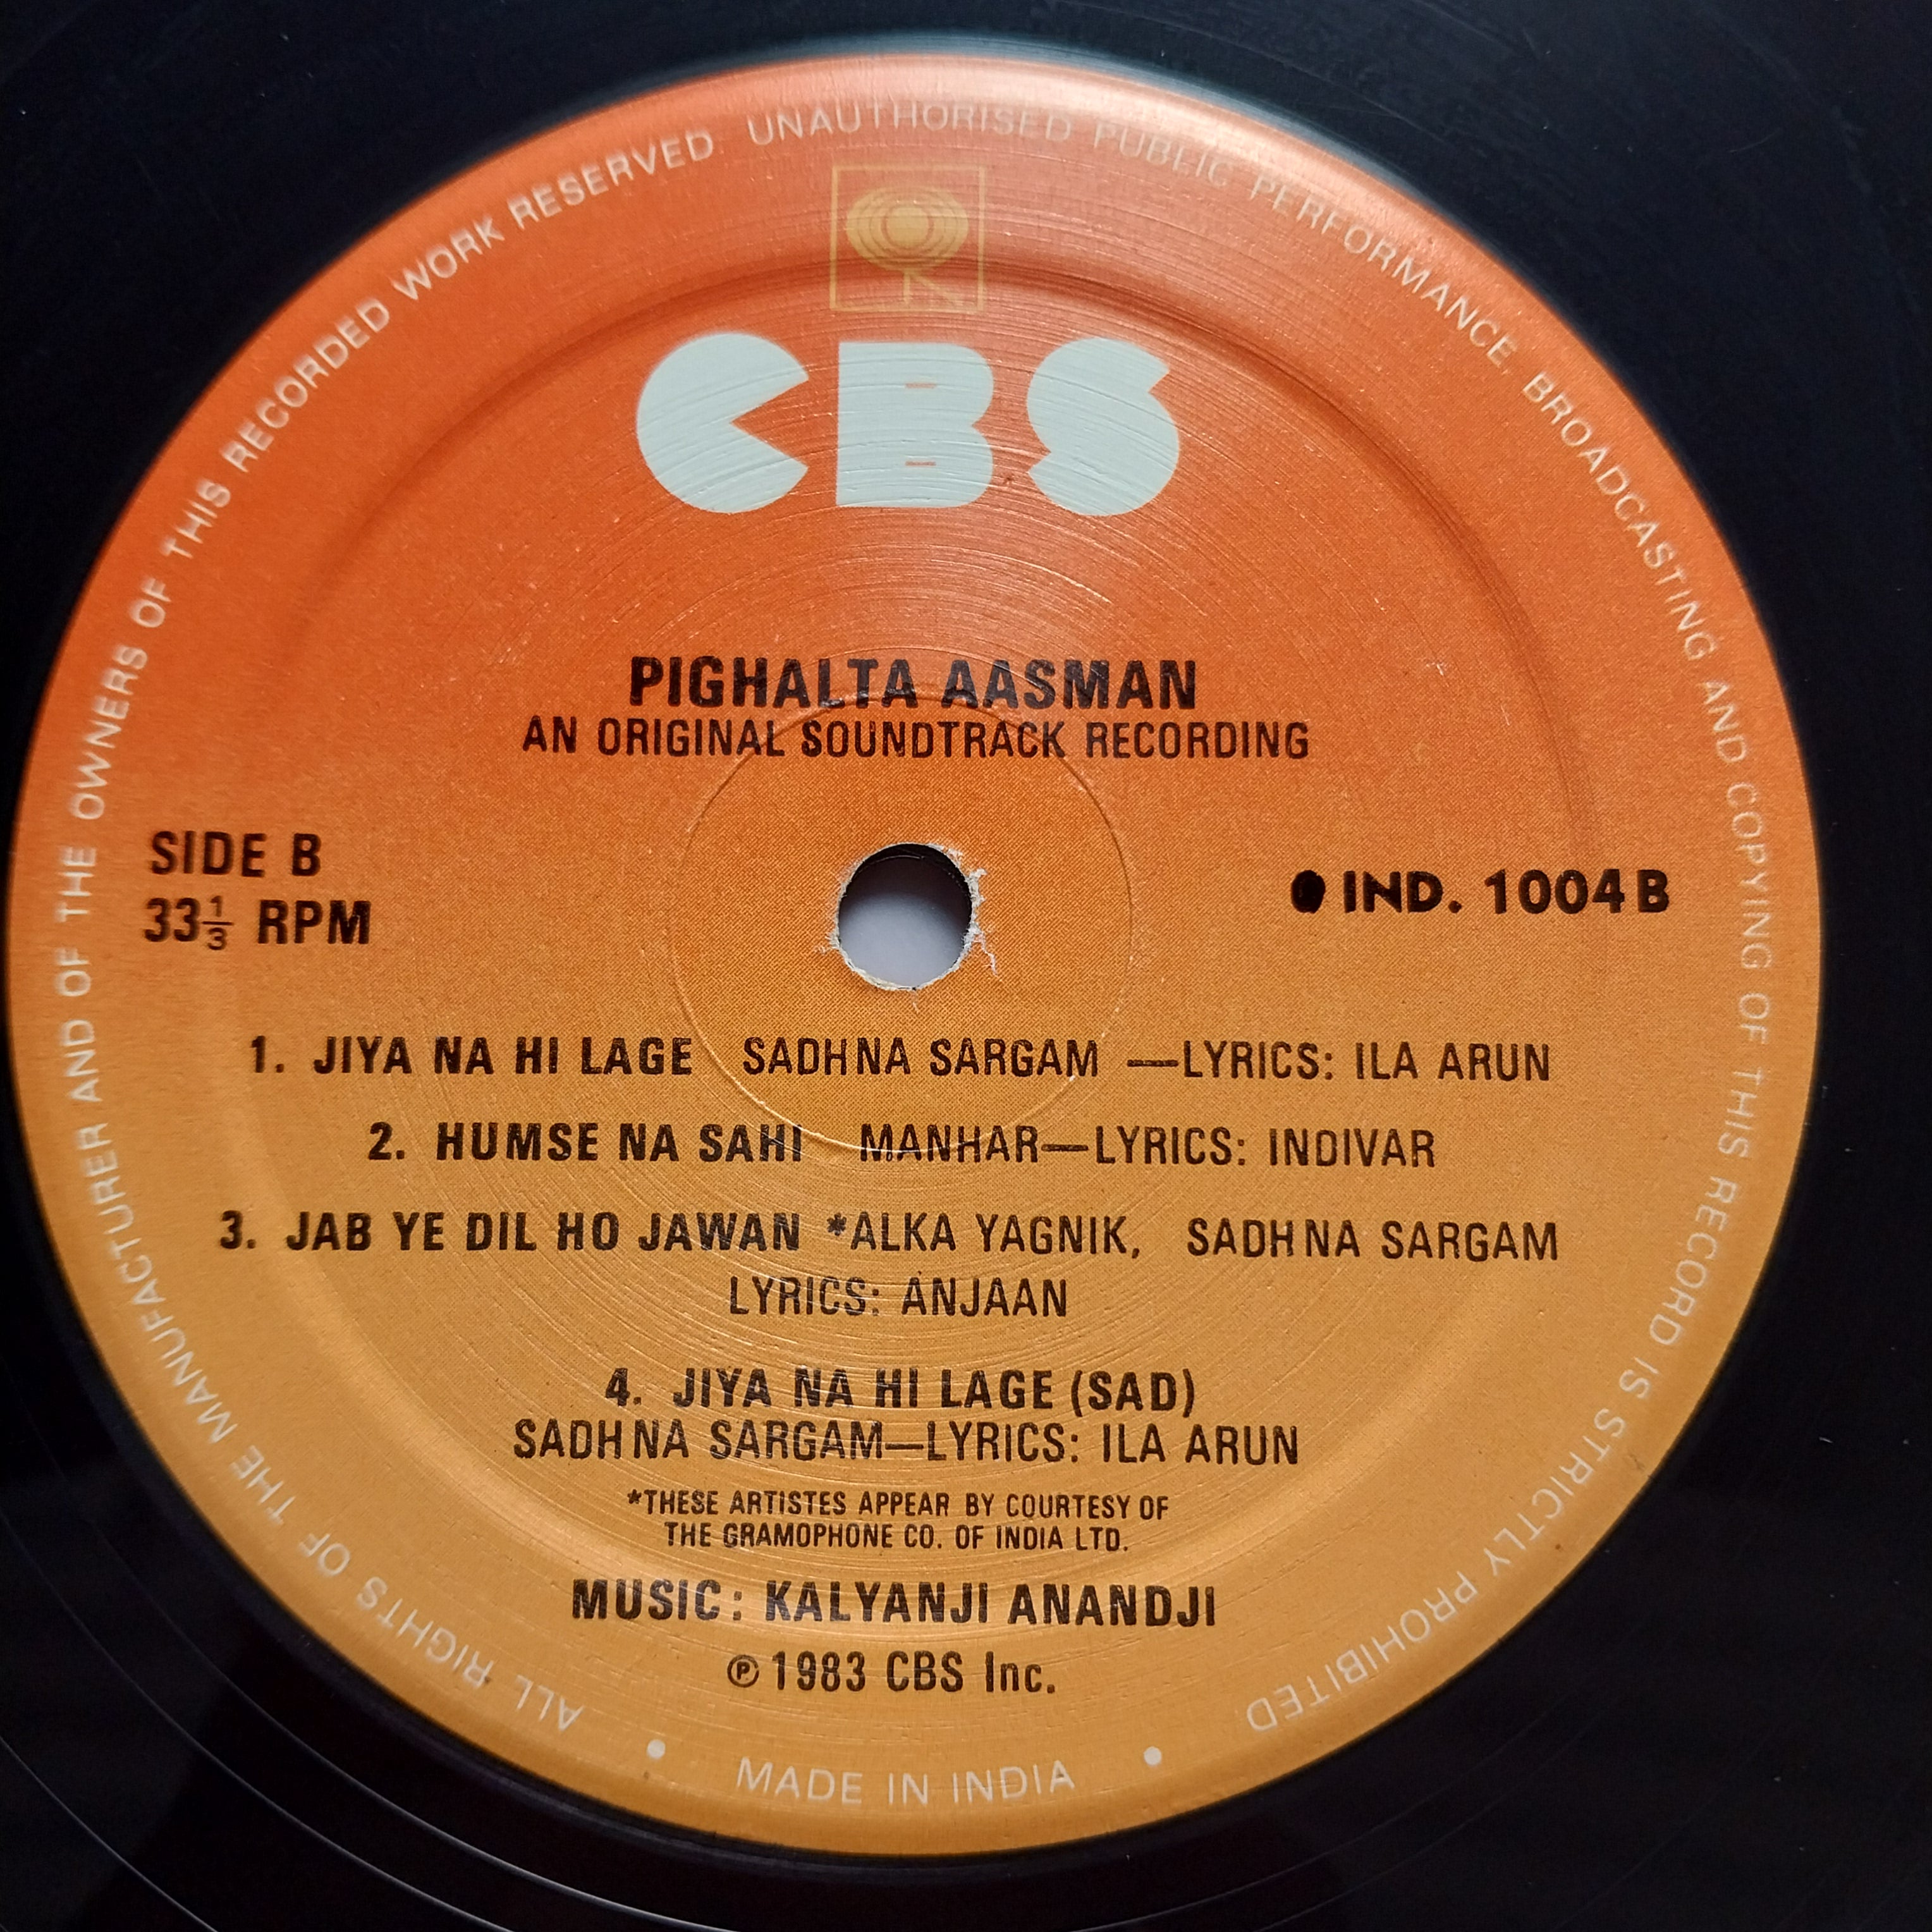 ALL RIGHTS OF THE MANUFACTURER AND OF THE OWNERS OF THIS RECORDED WORK RESERVED. UNAUTHORISED PUBLIC PERFORMANCE, BROADCASTING AND COPYING OF THIS RECORD IS STRICTLY PROHIBITED
CBS
PIGHALTA AASMAN
AN ORIGINAL SOUNDTRACK RECORDING
SIDE B
33⅓ RPM
IND. 1004 B
1. JIYA NA HI LAGE SADHNA SARGAM —LYRICS: ILA ARUN
2. HUMSE NA SAHI MANHAR—LYRICS: INDIVAR
3. JAB YE DIL HO JAWAN *ALKA YAGNIK, SADHNA SARGAM
LYRICS: ANJAAN
4. JIYA NA HI LAGE (SAD)
SADHNA SARGAM—LYRICS: ILA ARUN
*THESE ARTISTES APPEAR BY COURTESY OF
THE GRAMOPHONE CO. OF INDIA LTD.
MUSIC: KALYANJI ANANDJI
℗ 1983 CBS Inc.
• MADE IN INDIA •